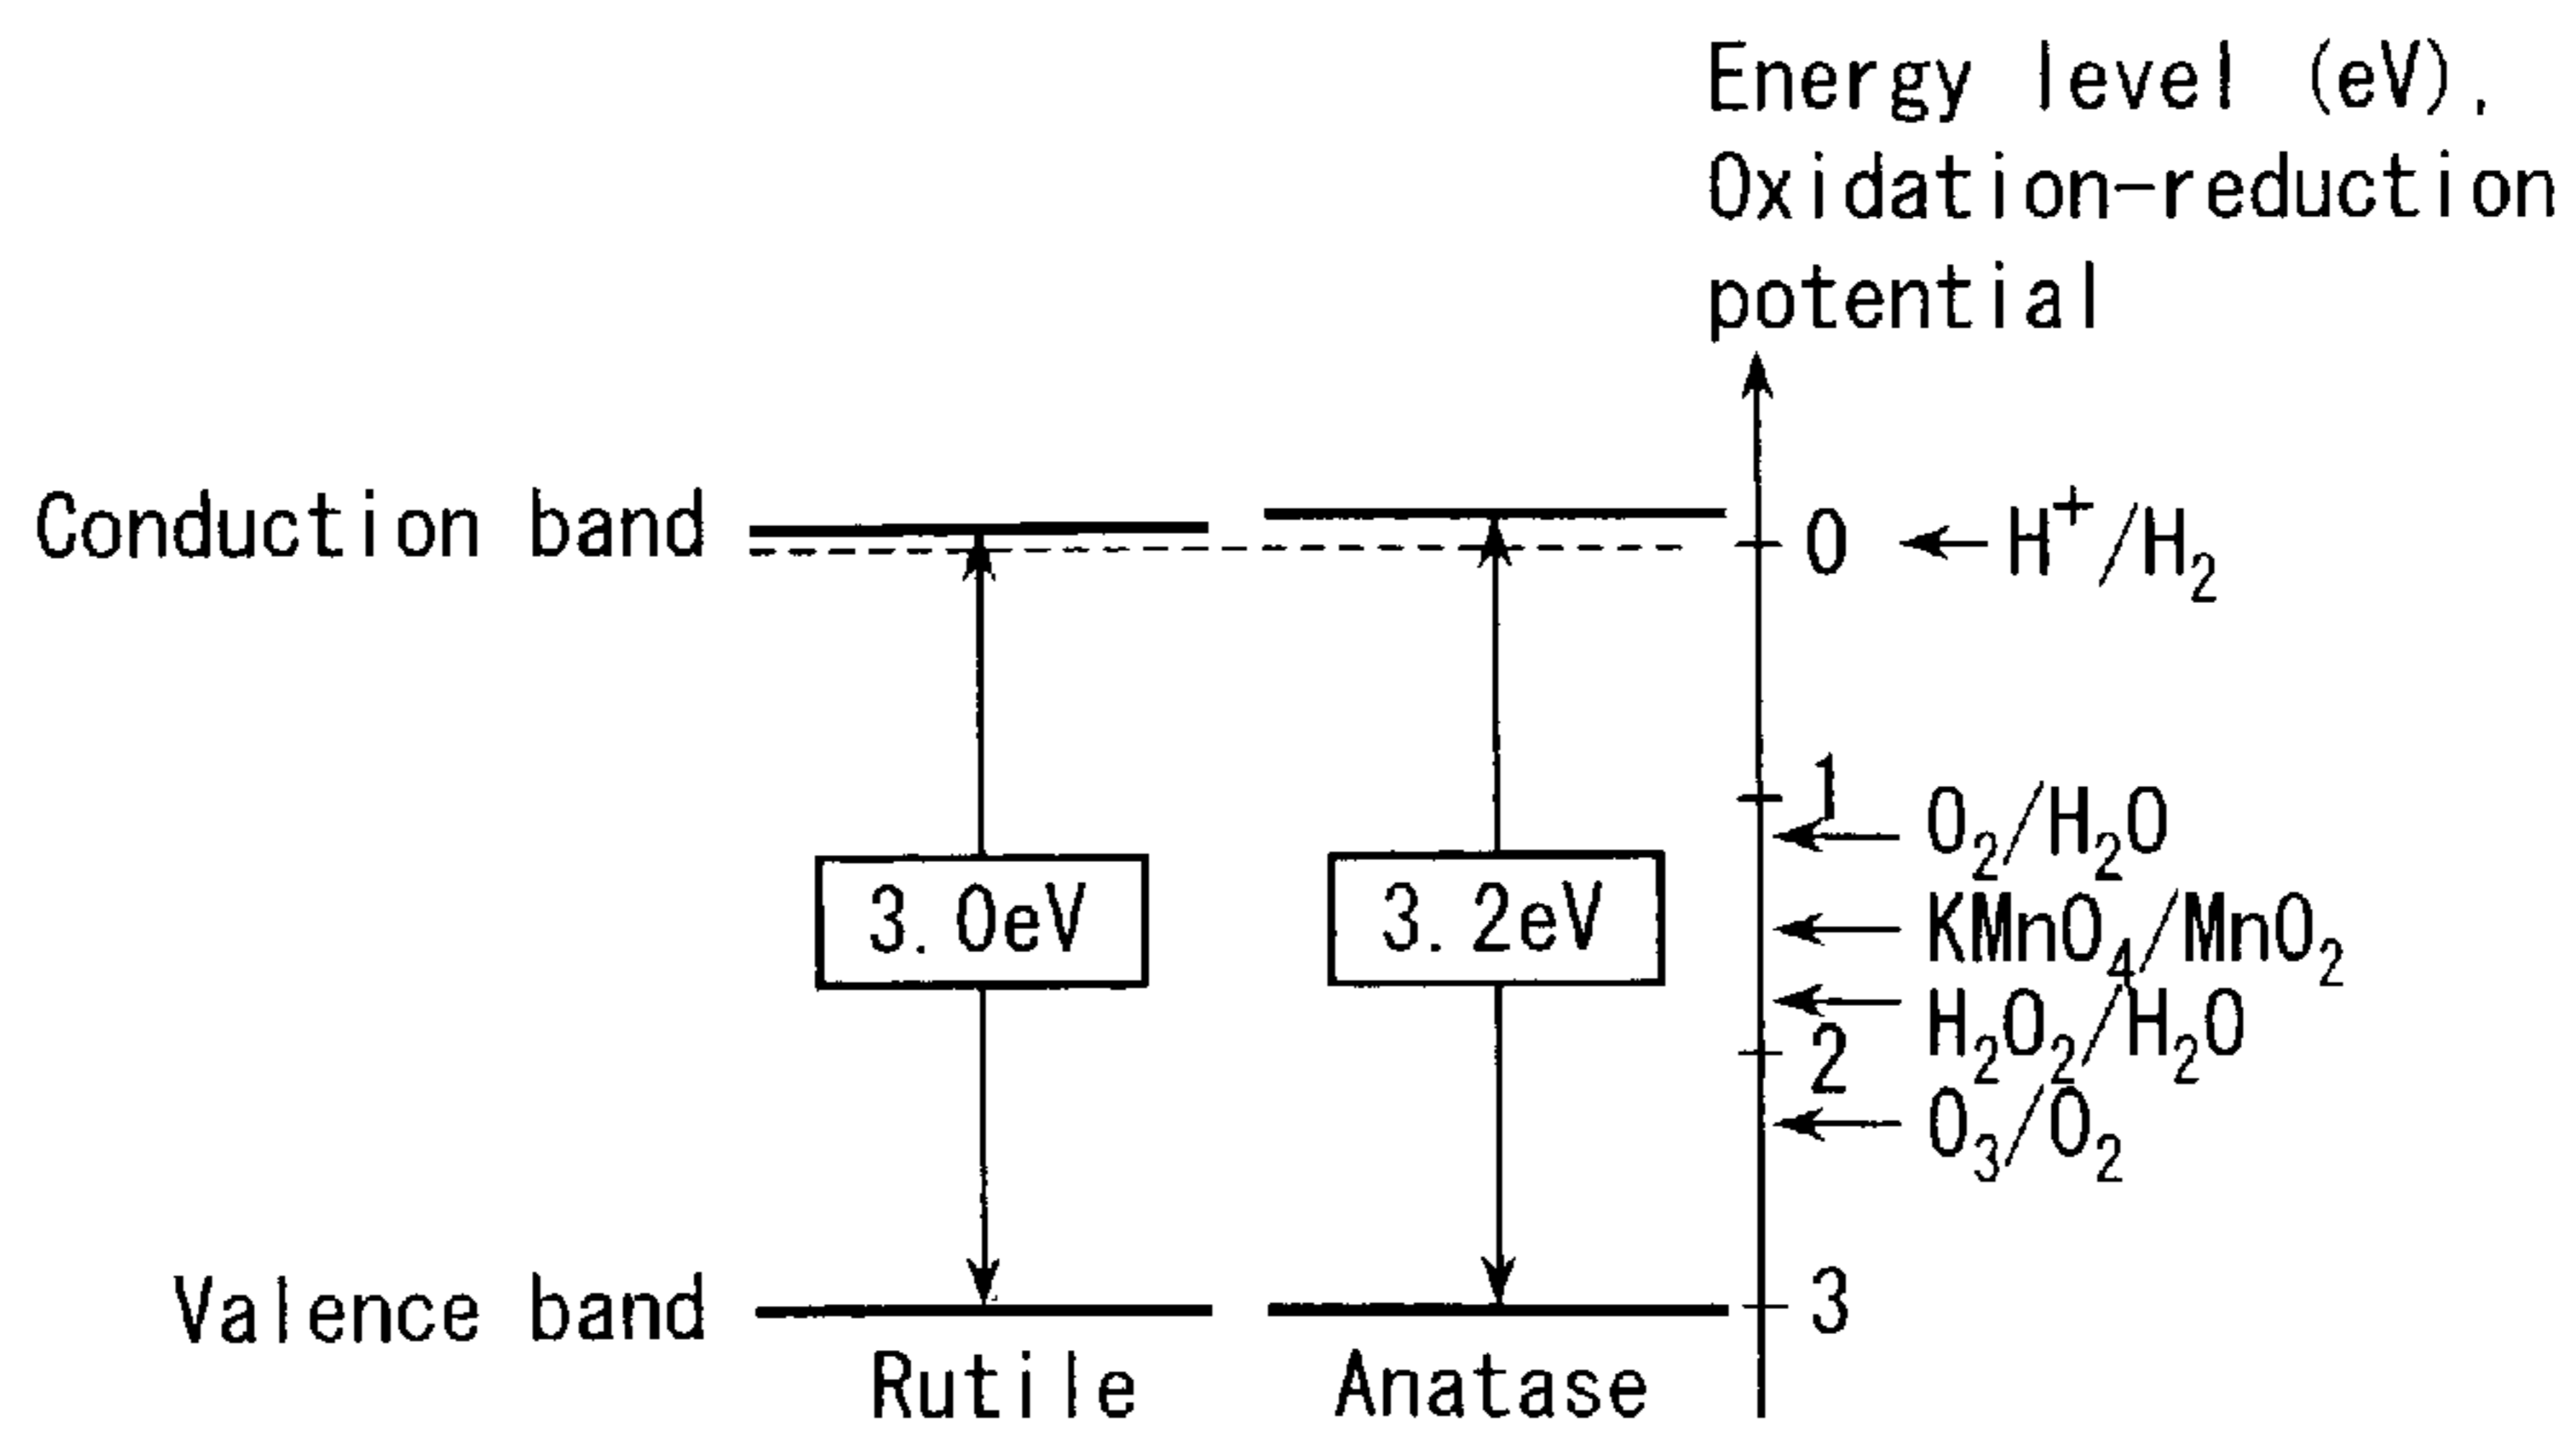 Energy level (eV),
Oxidation-reduction
potential
Conduction band
0
H⁺/H₂
1
O₂/H₂O
3.0eV
3.2eV
KMnO₄/MnO₂
H₂O₂/H₂O
2
O₃/O₂
Valence band
3
Rutile
Anatase